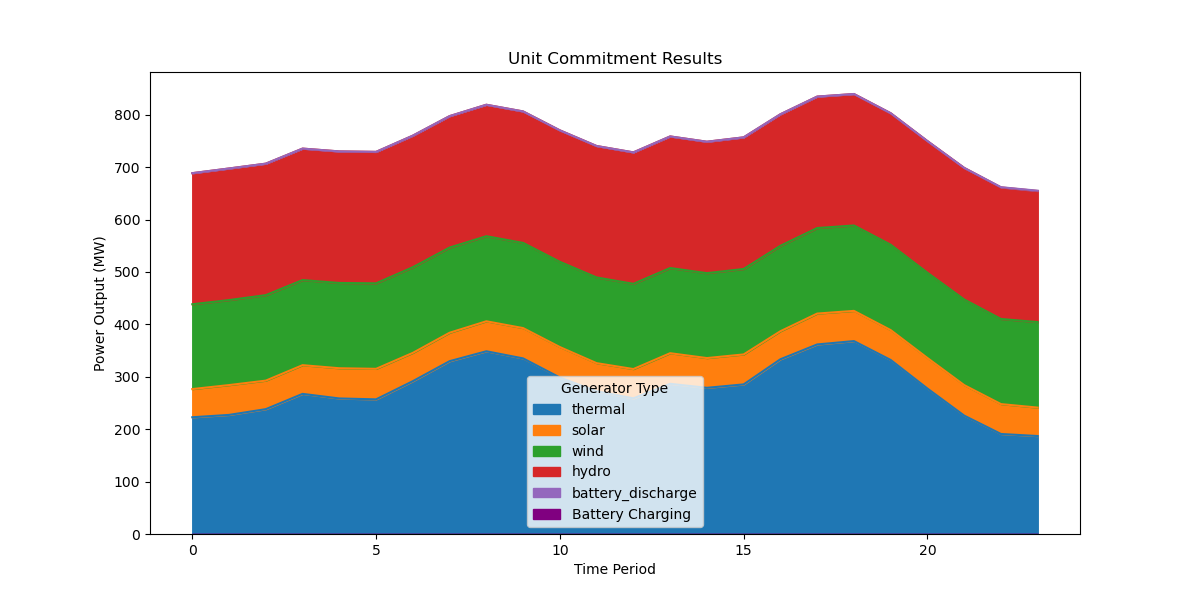 Unit Commitment Results
Power Output (MW)
800
700
600
500
400
300
200
100
0
Generator Type
thermal
solar
wind
hydro
battery_discharge
Battery Charging
0 5 10 15 20
Time Period